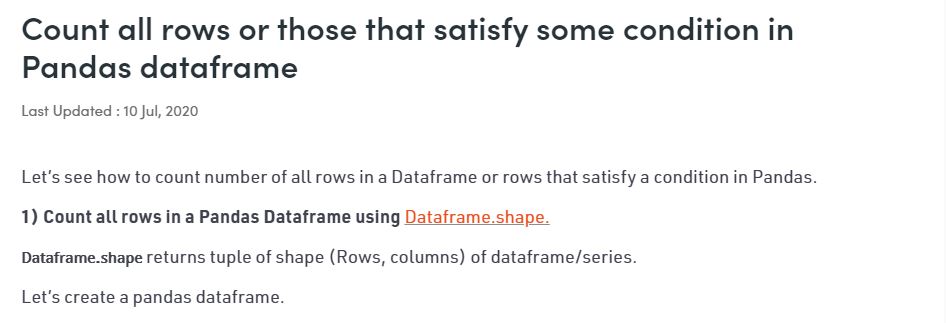 Count all rows or those that satisfy some condition in
Pandas dataframe
Last Updated : 10 Jul, 2020
Let's see how to count number of all rows in a Dataframe or rows that satisfy a condition in Pandas.
1) Count all rows in a Pandas Dataframe using Dataframe.shape.
Dataframe.shape returns tuple of shape (Rows, columns) of dataframe/series.
Let's create a pandas dataframe.